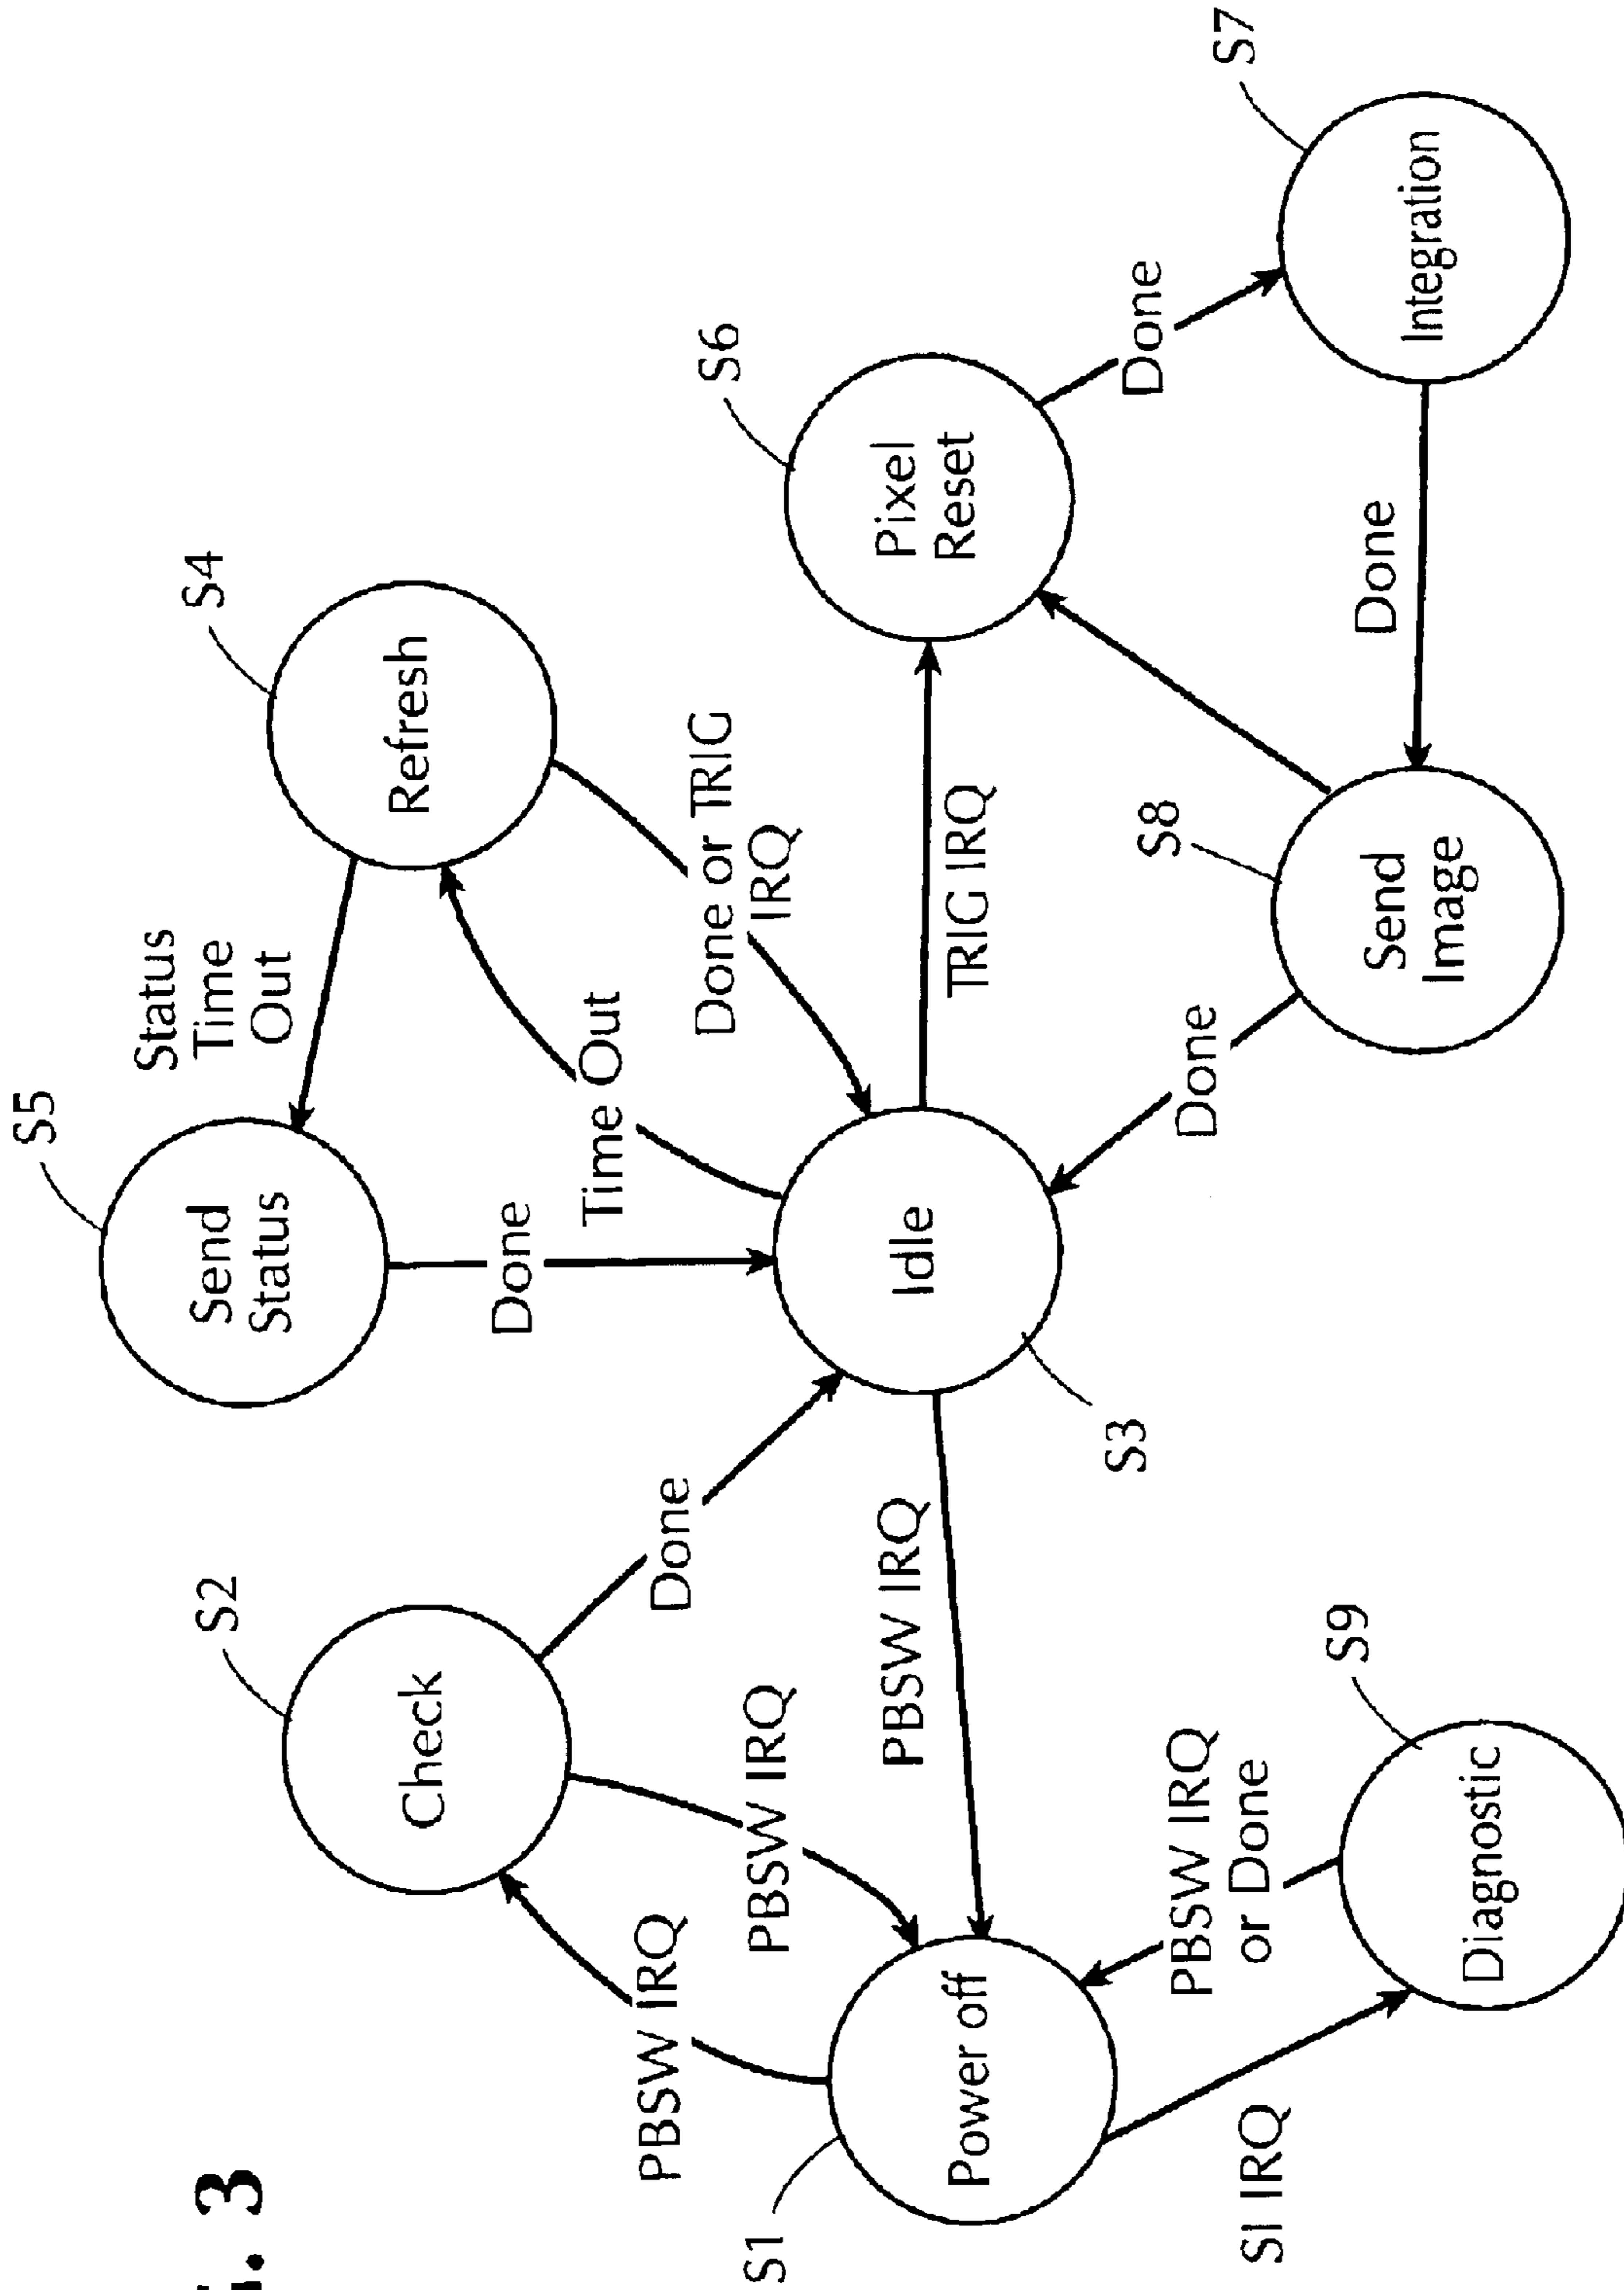 . 3
S5
Status
Time
Out
S4
S2
Send
Status
Refresh
Check
Done
Time Out
PBSW IRQ
Done
Done or TRIG
IRQ
S6
S1
PBSW IRQ
PBSW IRQ
Power off
Idle
TRIG IRQ
Pixel
Reset
S3
S8
Done
S7
PBSW IRQ
or Done
Done
SI IRQ
S9
Done
Send
Image
Integration
Diagnostic